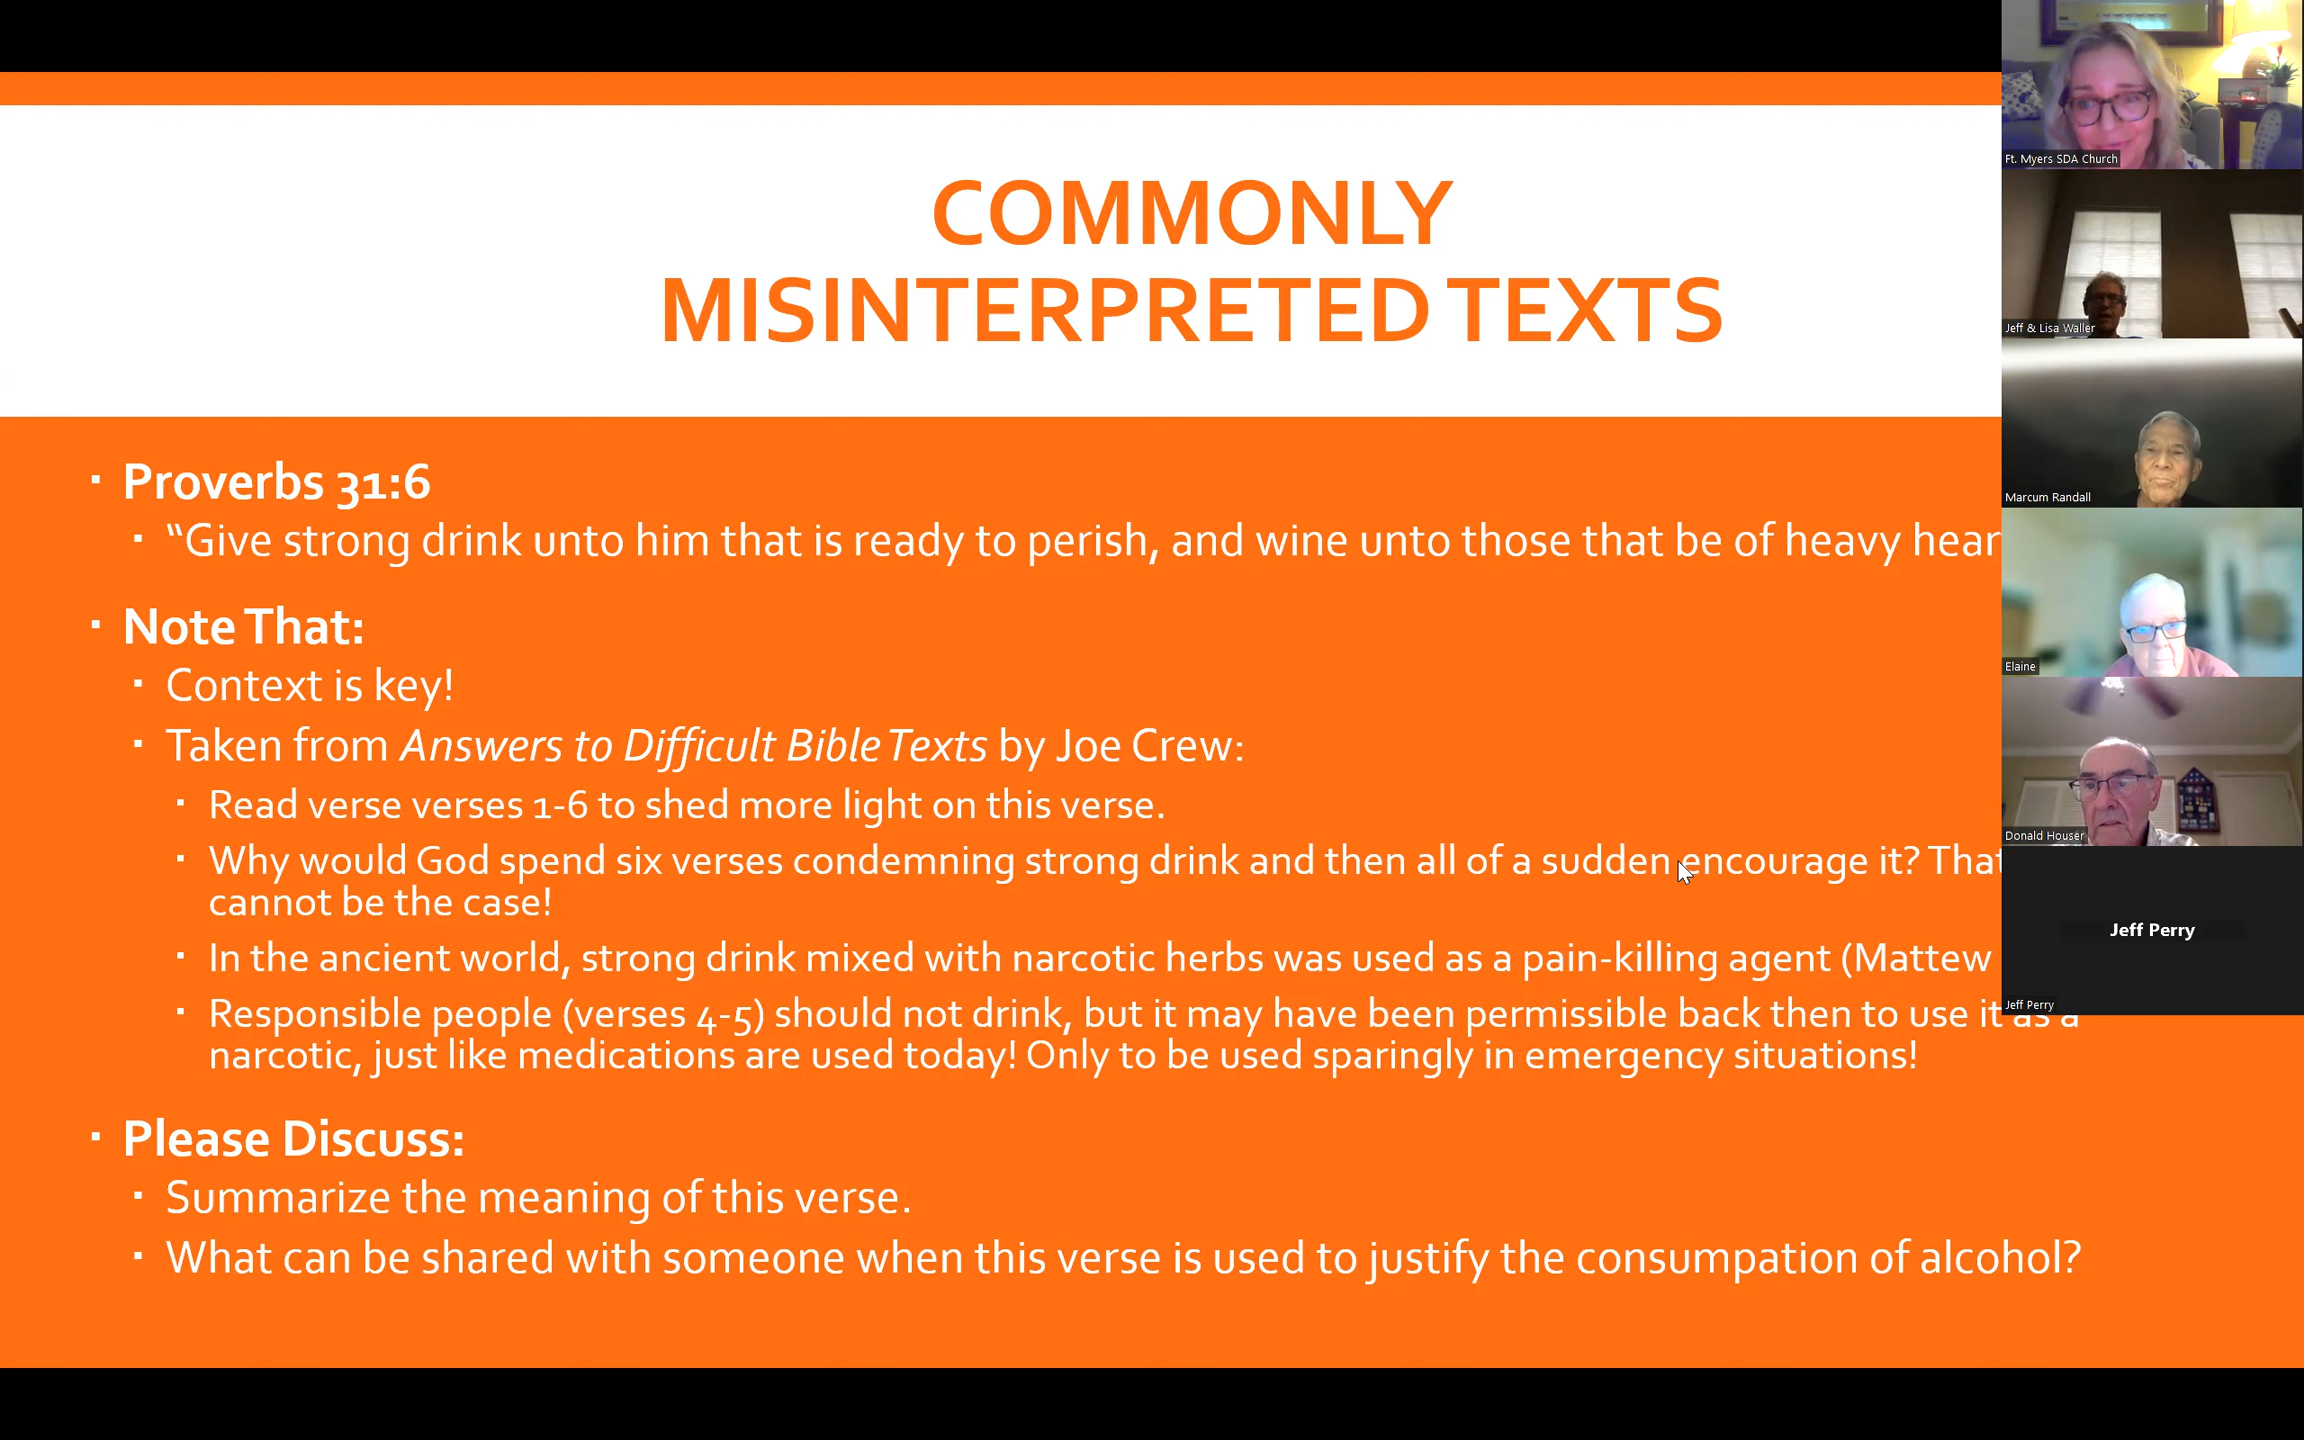 COMMONLY
MISINTERPRETED TEXTS
Proverbs 31:6
“Give strong drink unto him that is ready to perish, and wine unto those that be of heavy hear
Note That:
Context is key!
Taken from Answers to Difficult Bible Texts by Joe Crew:
Read verse verses 1-6 to shed more light on this verse.
Why would God spend six verses condemning strong drink and then all of a sudden encourage it? That
cannot be the case!
In the ancient world, strong drink mixed with narcotic herbs was used as a pain-killing agent (Mattew
Responsible people (verses 4-5) should not drink, but it may have been permissible back then to use it as a
narcotic, just like medications are used today! Only to be used sparingly in emergency situations!
Please Discuss:
Summarize the meaning of this verse.
What can be shared with someone when this verse is used to justify the consumpation of alcohol?
Ft. Myers SDA Church
Jeff & Lisa Waller
Marcum Randall
Elaine
Donald Houser
Jeff Perry
Jeff Perry